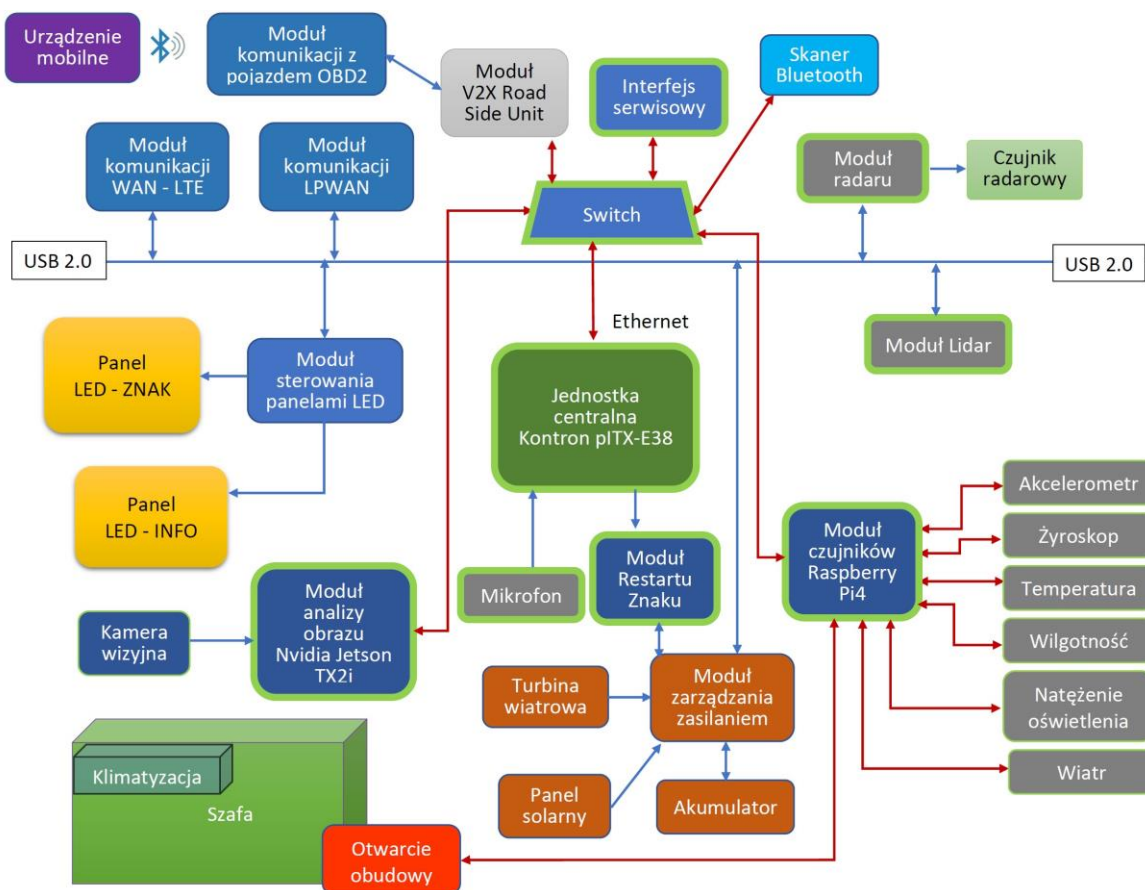 Urządzenie
mobilne
Moduł
komunikacji z
pojazdem OBD2
Moduł
V2X Road
Side Unit
Interfejs
serwisowy
Skaner
Bluetooth
Moduł
komunikacji
WAN - LTE
Moduł
komunikacji
LPWAN
Switch
Moduł
radaru
Czujnik
radarowy
USB 2.0
USB 2.0
Ethernet
Moduł Lidar
Panel
LED - ZNAK
Moduł
sterowania
panelami LED
Jednostka
centralna
Kontron pITX-E38
Panel
LED - INFO
Akcelerometr
Żyroskop
Temperatura
Wilgotność
Natężenie
oświetlenia
Wiatr
Moduł
czujników
Raspberry
Pi4
Mikrofon
Moduł
Restartu
Znaku
Kamera
wizyjna
Moduł
analizy
obrazu
Nvidia Jetson
TX2i
Turbina
wiatrowa
Moduł
zarządzania
zasilaniem
Panel
solarny
Akumulator
Klimatyzacja
Szafa
Otwarcie
obudowy